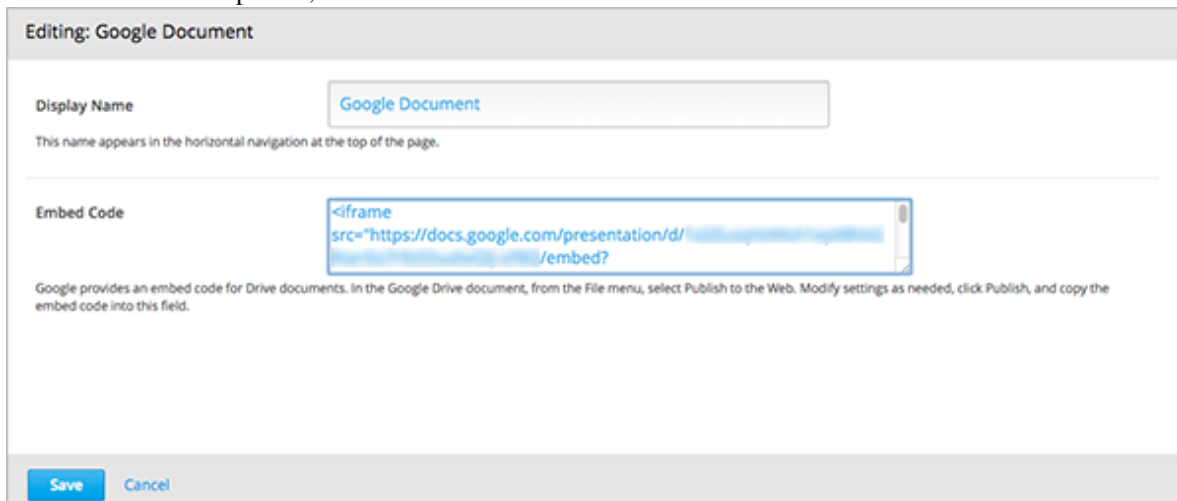 Editing: Google Document
Display Name
Google Document
This name appears in the horizontal navigation at the top of the page.
Embed Code
<iframe
src="https://docs.google.com/presentation/d/
/embed?
Google provides an embed code for Drive documents. In the Google Drive document, from the File menu, select Publish to the Web. Modify settings as needed, click Publish, and copy the
embed code into this field.
Save Cancel